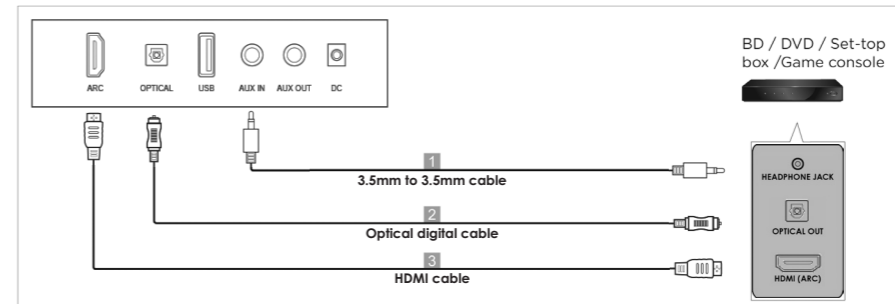 BD / DVD / Set-top
box /Game console
ARC OPTICAL USB AUX IN AUX OUT DC
1
3.5mm to 3.5mm cable
HEADPHONE JACK
2
Optical digital cable
OPTICAL OUT
3
HDMI cable
HDMI (ARC)